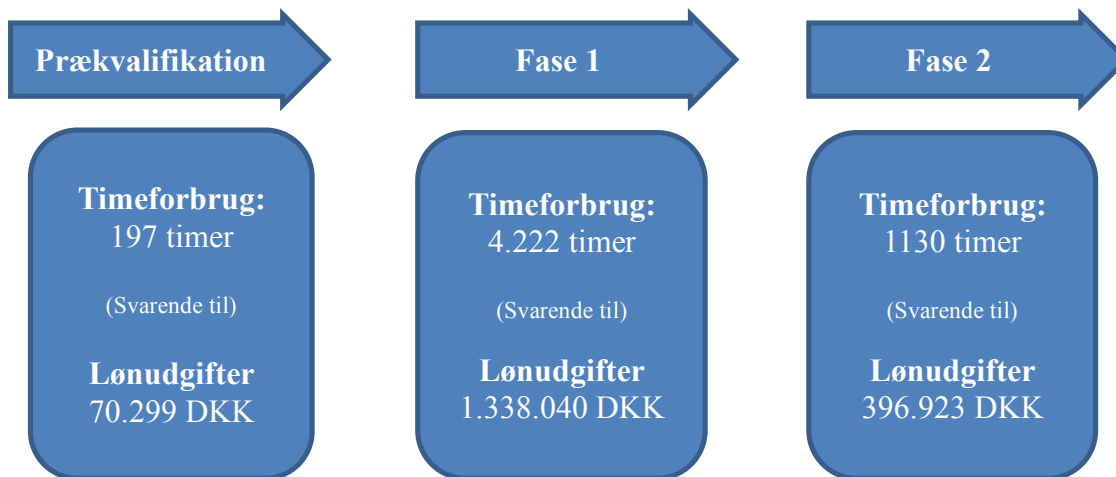 Prækvalifikation
Fase 1
Fase 2
Timeforbrug:
197 timer
(Svarende til)
Lønudgifter
70.299 DKK
Timeforbrug:
4.222 timer
(Svarende til)
Lønudgifter
1.338.040 DKK
Timeforbrug:
1130 timer
(Svarende til)
Lønudgifter
396.923 DKK